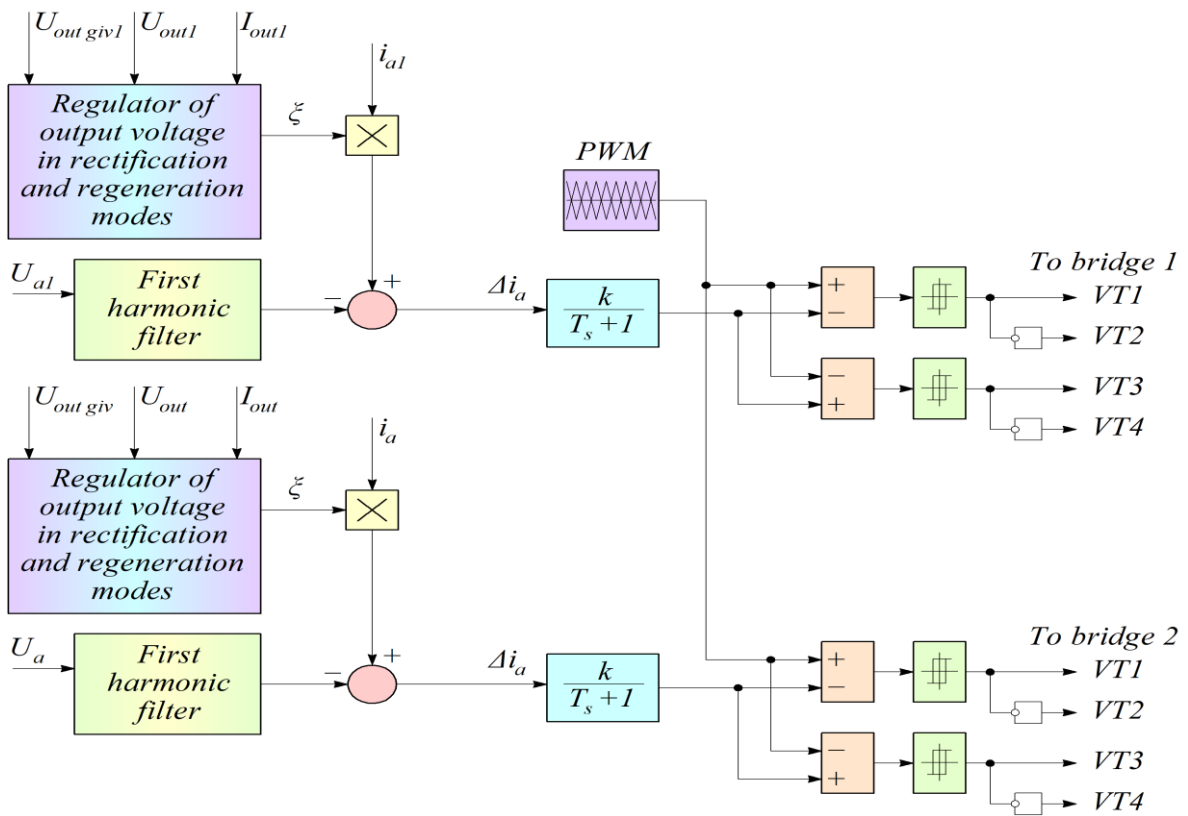 U_out giv1 U_out1 I_out1
i_a1
Regulator of
output voltage
in rectification
and regeneration
modes
ξ
PWM
U_a1
First
harmonic
filter
− +
Δi_a
k
T_s +1
+
−
−
+
To bridge 1
VT1
VT2
VT3
VT4
U_out giv U_out I_out
i_a
Regulator of
output voltage
in rectification
and regeneration
modes
ξ
U_a
First
harmonic
filter
− +
Δi_a
k
T_s +1
+
−
−
+
To bridge 2
VT1
VT2
VT3
VT4